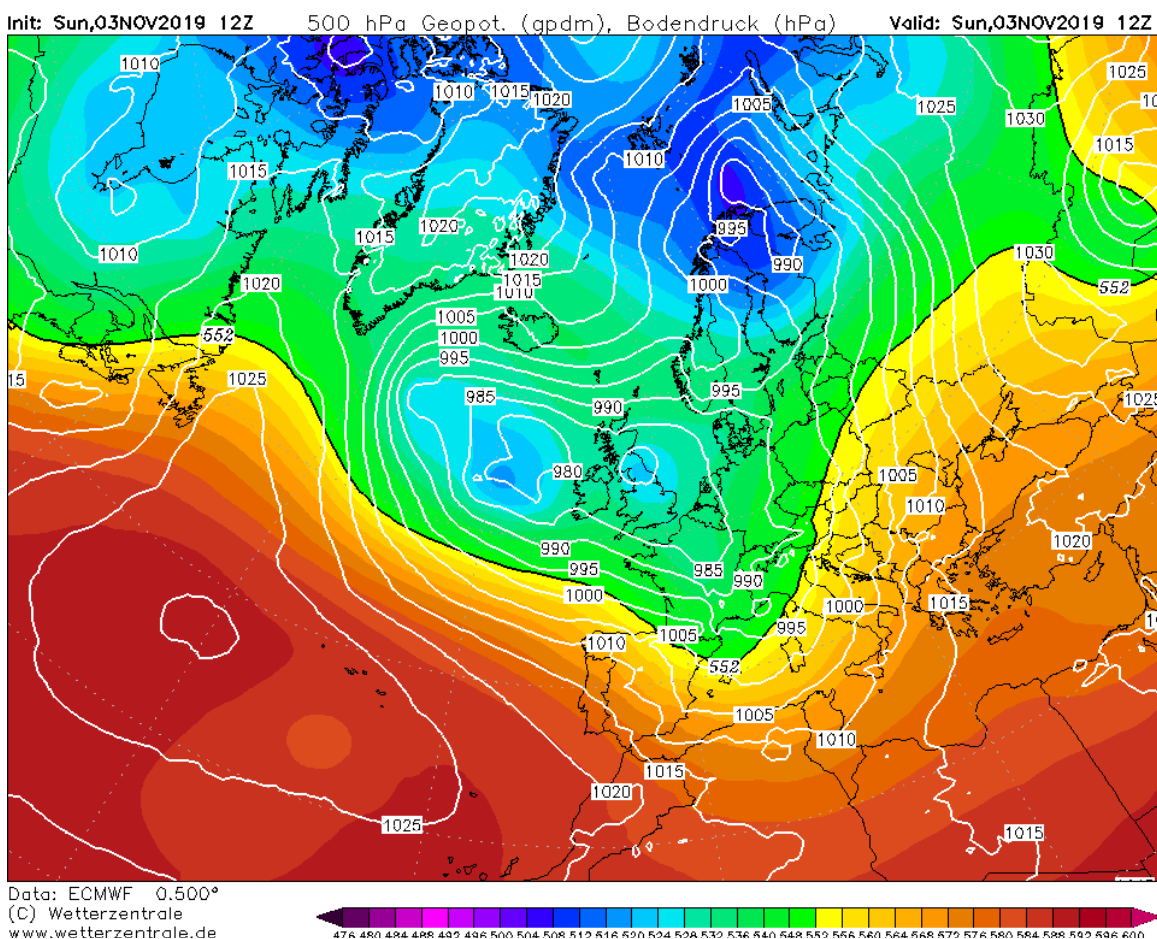 Init: Sun,03NOV2019 12Z 500 hPa Geopot. (gpdm), Bodendruck (hPa) Valid: Sun,03NOV2019 12Z
1010 1025
1010 1015 1020 1005 1025 1030
1015 1010 1015
1015 1020 995
1010 1020 990 1030
1020 1015 1010 1000 552
1005
552 1000
995
1025 985 990 995 1025
980 1005
1010
990 1020
995 985 990
1000 1015 1000
1005 995
1010
552
1005
1010
1015
1020
1025 1015
Data: ECMWF 0.500°
(C) Wetterzentrale
www.wetterzentrale.de
476 480 484 488 492 496 500 504 508 512 516 520 524 528 532 536 540 548 552 556 560 564 568 572 576 580 584 588 592 596 600